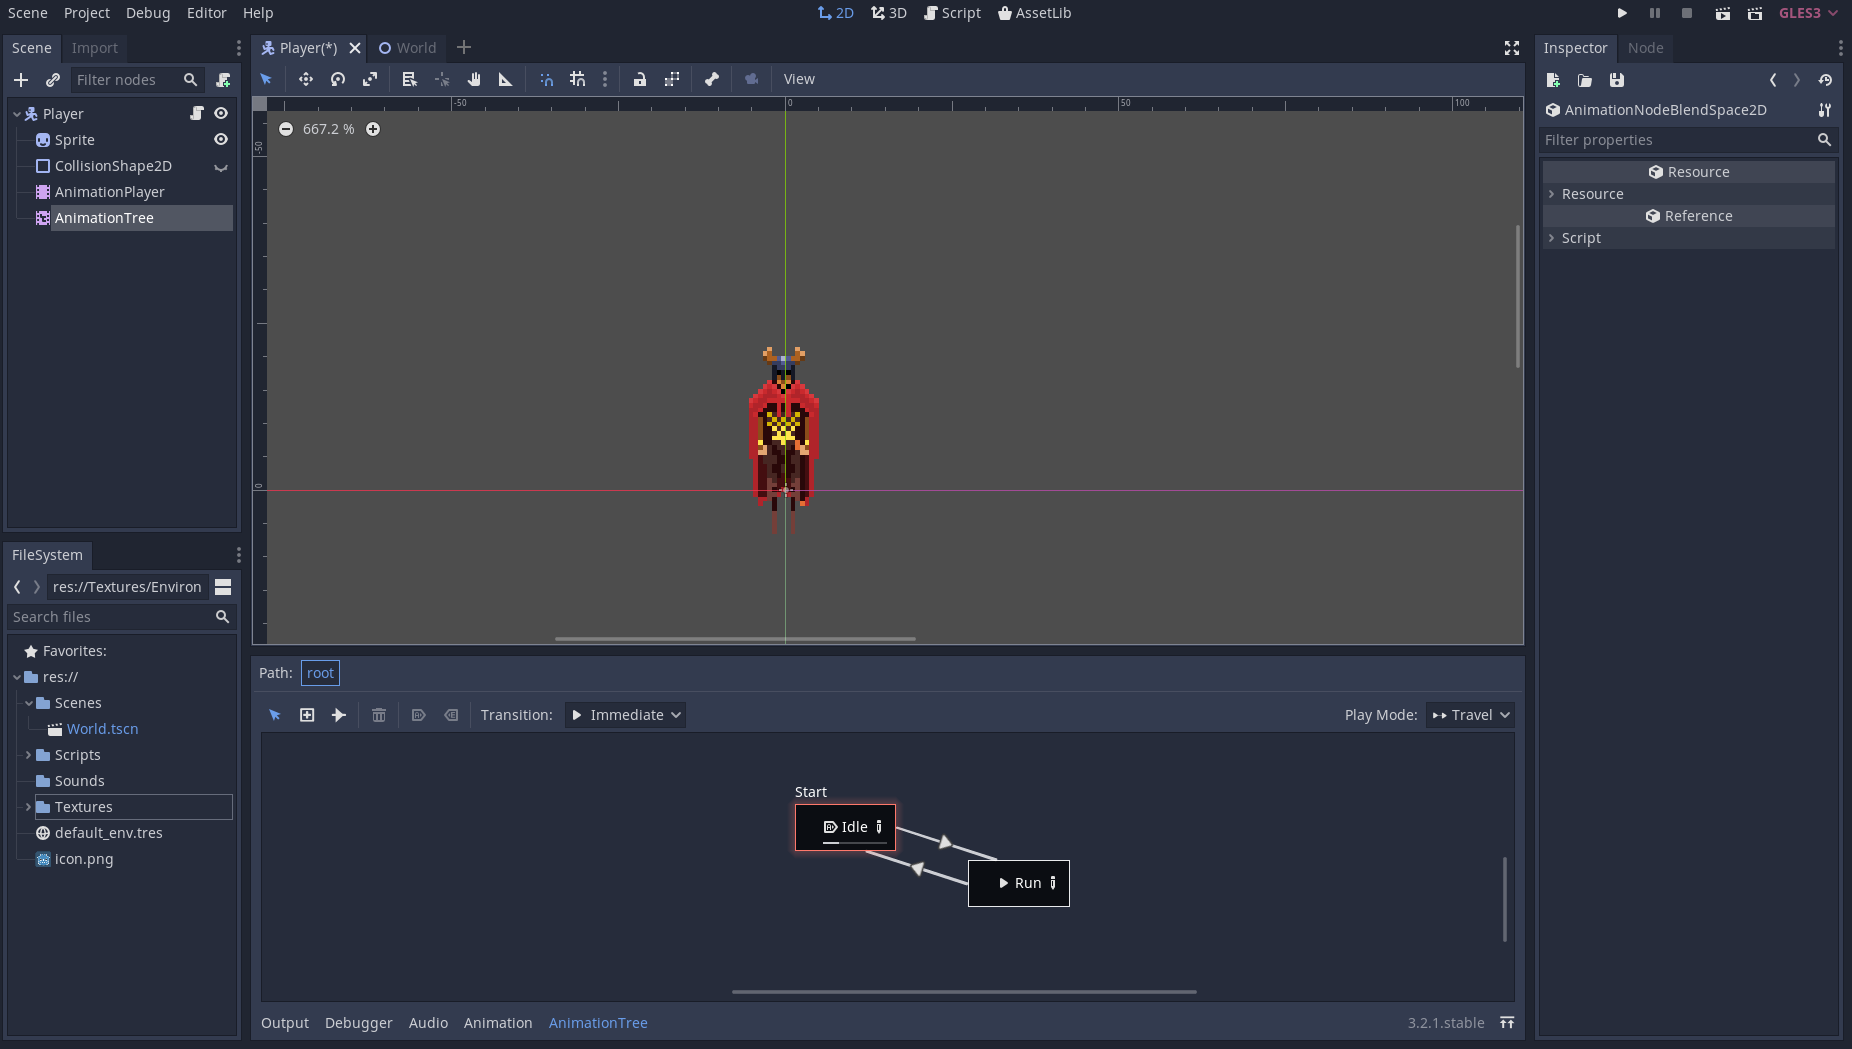 Scene Project Debug Editor Help
2D 3D Script AssetLib
GLES3
Scene Import
Filter nodes
Player
Sprite
CollisionShape2D
AnimationPlayer
AnimationTree
FileSystem
res://Textures/Environ
Search files
Favorites:
res://
Scenes
World.tscn
Scripts
Sounds
Textures
default_env.tres
icon.png
Player(*) World
View
-50 0 50 100
-50
0
667.2 %
Path: root
Transition: Immediate
Play Mode: Travel
Start
Idle
Run
Output Debugger Audio Animation AnimationTree
3.2.1.stable
Inspector Node
AnimationNodeBlendSpace2D
Filter properties
Resource
Resource
Reference
Script